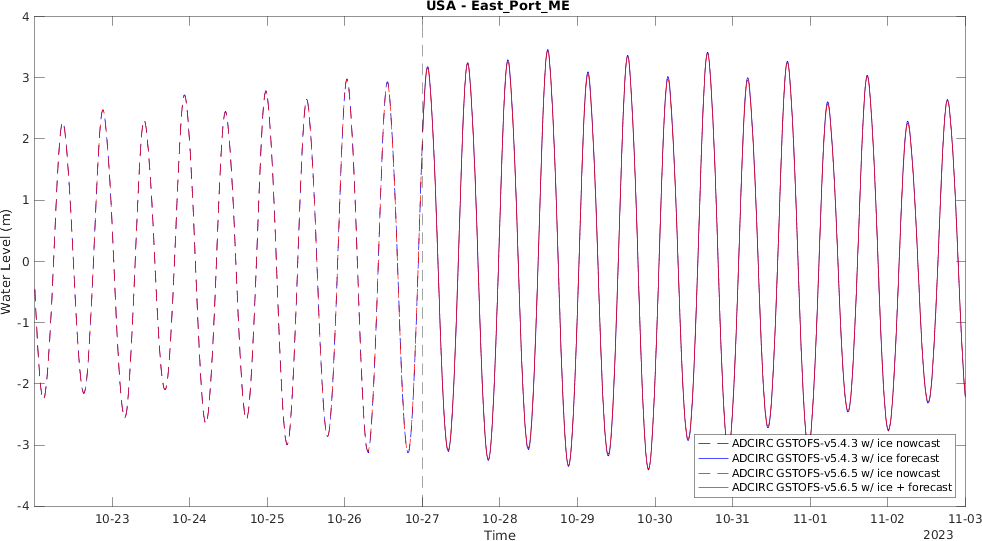 USA - East_Port_ME
4
3
2
1
0
-1
-2
-3
-4
Water Level (m)
ADCIRC GSTOFS-v5.4.3 w/ ice nowcast
ADCIRC GSTOFS-v5.4.3 w/ ice forecast
ADCIRC GSTOFS-v5.6.5 w/ ice nowcast
ADCIRC GSTOFS-v5.6.5 w/ ice + forecast
10-23 10-24 10-25 10-26 10-27 10-28 10-29 10-30 10-31 11-01 11-02 11-03
Time
2023